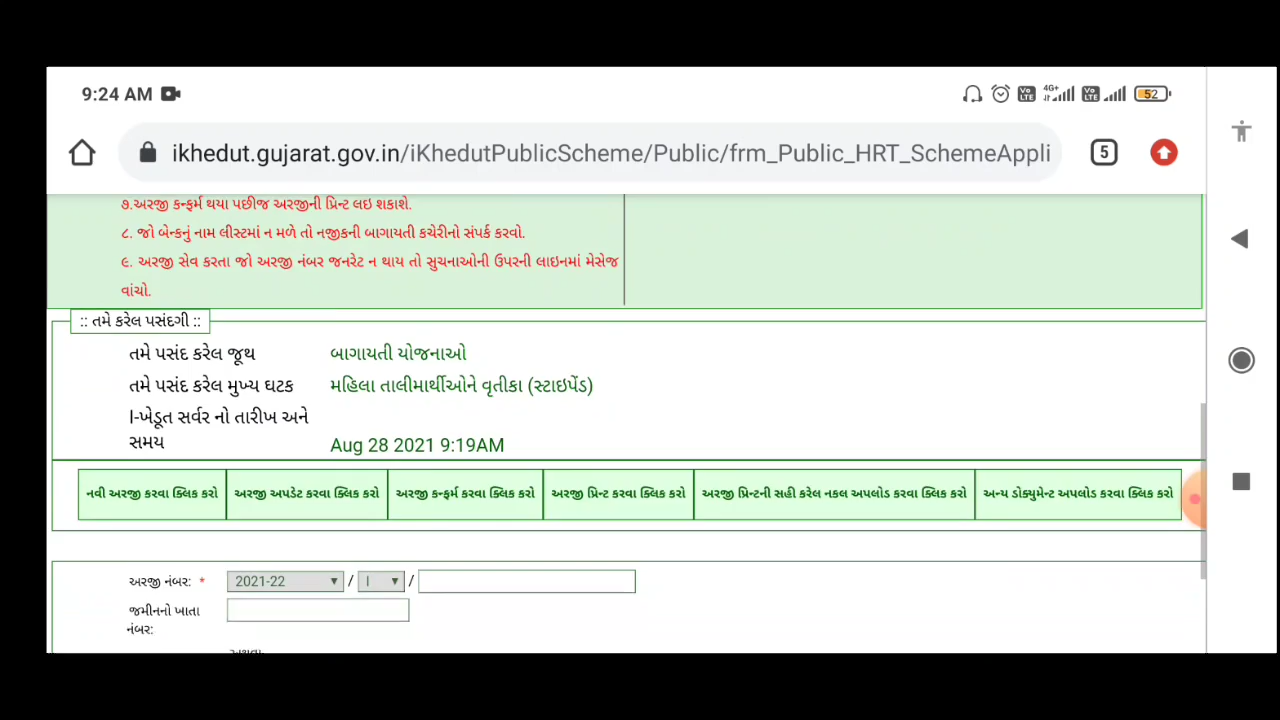 9:24 AM
4G+ Vo LTE Vo LTE 52
ikhedut.gujarat.gov.in/iKhedutPublicScheme/Public/frm_Public_HRT_SchemeAppli
5
૭.અરજી કન્ફર્મ થયા પછીજ અરજીની પ્રિન્ટ લઇ શકાશે.
૮. જો બેન્કનું નામ લીસ્ટમાં ન મળે તો નજીકની બાગાયતી કચેરીનો સંપર્ક કરવો.
૯. અરજી સેવ કરતા જો અરજી નંબર જનરેટ ન થાય તો સુચનાઓની ઉપરની લાઇનમાં મેસેજ
વાંચો.
:: તમે કરેલ પસંદગી ::
તમે પસંદ કરેલ જૂથ બાગાયતી યોજનાઓ
તમે પસંદ કરેલ મુખ્ય ઘટક મહિલા તાલીમાર્થીઓને વૃતીકા (સ્ટાઇપેંડ)
I-ખેડૂત સર્વર નો તારીખ અને
સમય Aug 28 2021 9:19AM
નવી અરજી કરવા ક્લિક કરો અરજી અપડેટ કરવા ક્લિક કરો અરજી કન્ફર્મ કરવા ક્લિક કરો અરજી પ્રિન્ટ કરવા ક્લિક કરો અરજી પ્રિન્ટની સહી કરેલ નકલ અપલોડ કરવા ક્લિક કરો અન્ય ડોક્યુમેન્ટ અપલોડ કરવા ક્લિક કરો
અરજી નંબર: * 2021-22 / I /
જમીનનો ખાતા
નંબર: